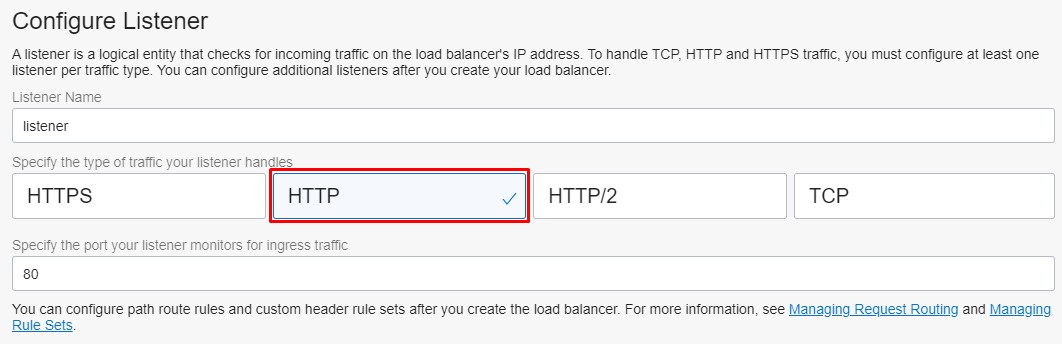 Configure Listener
A listener is a logical entity that checks for incoming traffic on the load balancer's IP address. To handle TCP, HTTP and HTTPS traffic, you must configure at least one
listener per traffic type. You can configure additional listeners after you create your load balancer.
Listener Name
listener
Specify the type of traffic your listener handles
HTTPS HTTP HTTP/2 TCP
Specify the port your listener monitors for ingress traffic
80
You can configure path route rules and custom header rule sets after you create the load balancer. For more information, see Managing Request Routing and Managing
Rule Sets.